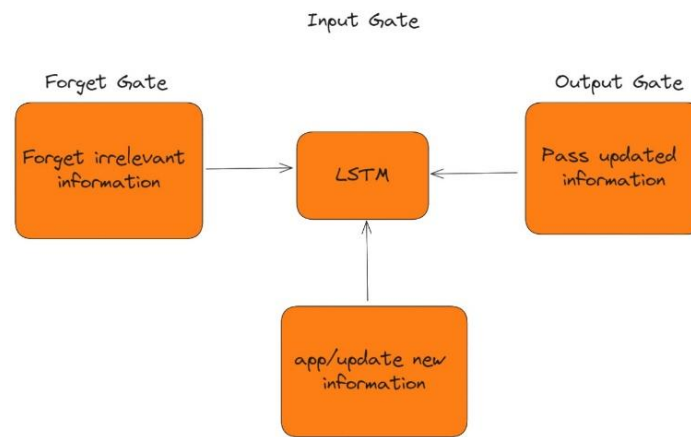 Input Gate
Forget Gate
Output Gate
Forget irrelevant
information
LSTM
Pass updated
information
app/update new
information